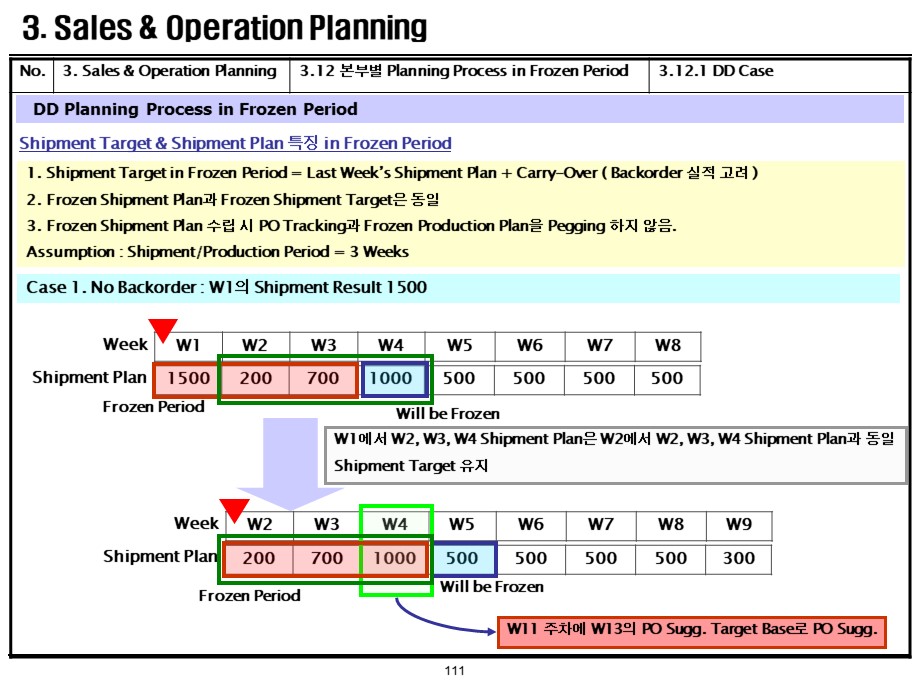 3. Sales & Operation Planning
No. 3. Sales & Operation Planning 3.12 본부별 Planning Process in Frozen Period 3.12.1 DD Case
DD Planning Process in Frozen Period
Shipment Target & Shipment Plan 특징 in Frozen Period
1. Shipment Target in Frozen Period = Last Week's Shipment Plan + Carry-Over ( Backorder 실적 고려 )
2. Frozen Shipment Plan과 Frozen Shipment Target은 동일
3. Frozen Shipment Plan 수립 시 PO Tracking과 Frozen Production Plan을 Pegging 하지 않음.
Assumption : Shipment/Production Period = 3 Weeks
Case 1. No Backorder : W1의 Shipment Result 1500
Week W1 W2 W3 W4 W5 W6 W7 W8
Shipment Plan 1500 200 700 1000 500 500 500 500
Frozen Period
Will be Frozen
W1에서 W2, W3, W4 Shipment Plan은 W2에서 W2, W3, W4 Shipment Plan과 동일
Shipment Target 유지
Week W2 W3 W4 W5 W6 W7 W8 W9
Shipment Plan 200 700 1000 500 500 500 500 300
Frozen Period
Will be Frozen
W11 주차에 W13의 PO Sugg. Target Base로 PO Sugg.
111